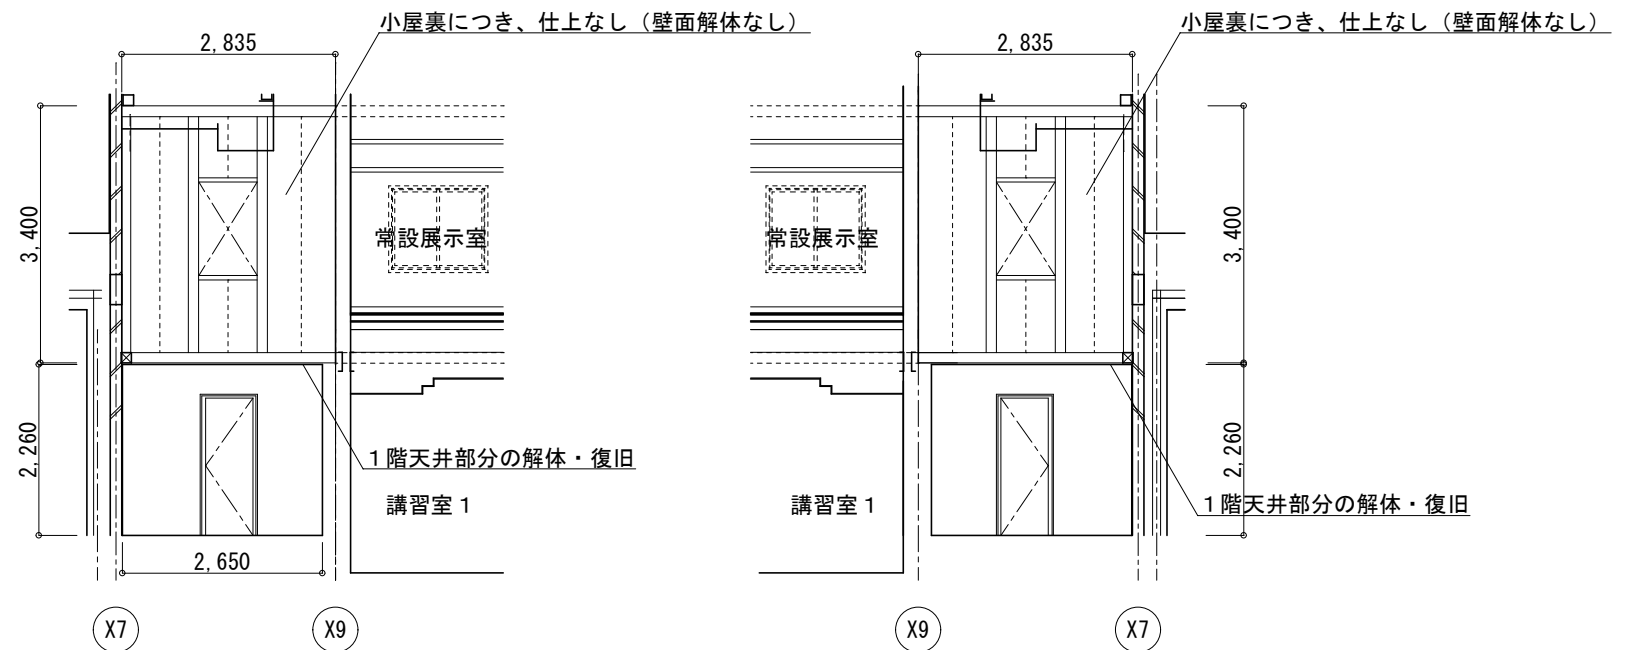 小屋裏につき、仕上なし（壁面解体なし）
2,835
3,400
常設展示室
2,260
1階天井部分の解体・復旧
講習室1
2,650
X7
X9
小屋裏につき、仕上なし（壁面解体なし）
2,835
常設展示室
3,400
2,260
1階天井部分の解体・復旧
講習室1
X9
X7